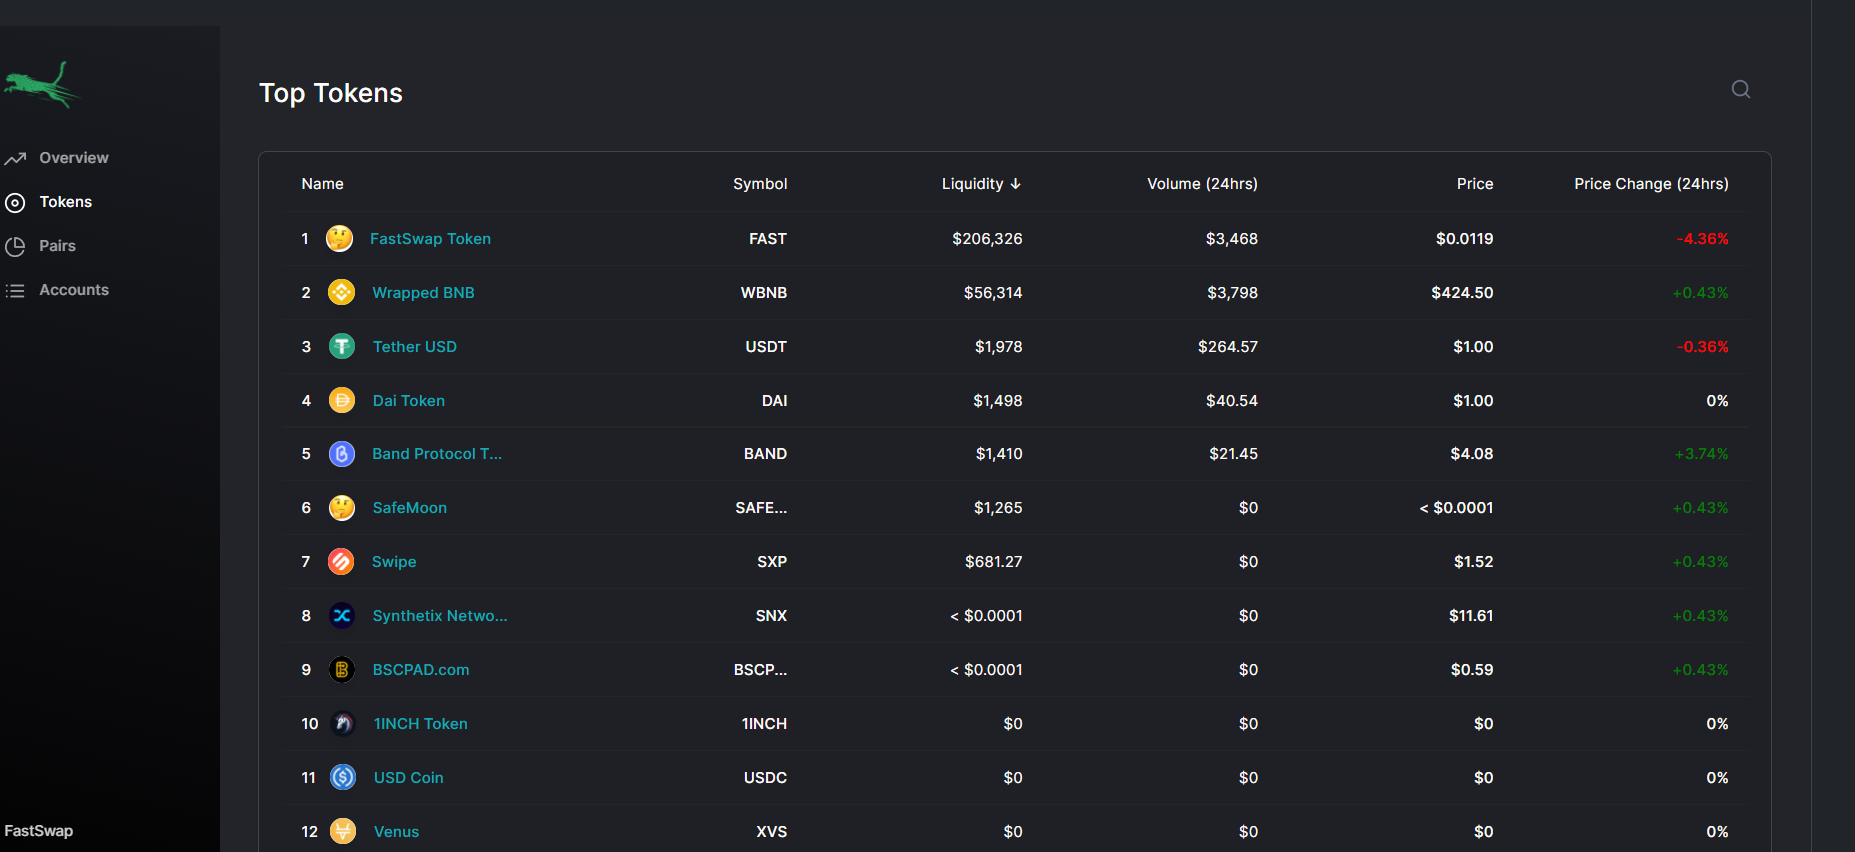 Top Tokens
Overview
Tokens
Pairs
Accounts
Name Symbol Liquidity ↓ Volume (24hrs) Price Price Change (24hrs)
1 FastSwap Token FAST $206,326 $3,468 $0.0119 -4.36%
2 Wrapped BNB WBNB $56,314 $3,798 $424.50 +0.43%
3 Tether USD USDT $1,978 $264.57 $1.00 -0.36%
4 Dai Token DAI $1,498 $40.54 $1.00 0%
5 Band Protocol T... BAND $1,410 $21.45 $4.08 +3.74%
6 SafeMoon SAFE... $1,265 $0 < $0.0001 +0.43%
7 Swipe SXP $681.27 $0 $1.52 +0.43%
8 Synthetix Netwo... SNX < $0.0001 $0 $11.61 +0.43%
9 BSCPAD.com BSCP... < $0.0001 $0 $0.59 +0.43%
10 1INCH Token 1INCH $0 $0 $0 0%
11 USD Coin USDC $0 $0 $0 0%
12 Venus XVS $0 $0 $0 0%
FastSwap